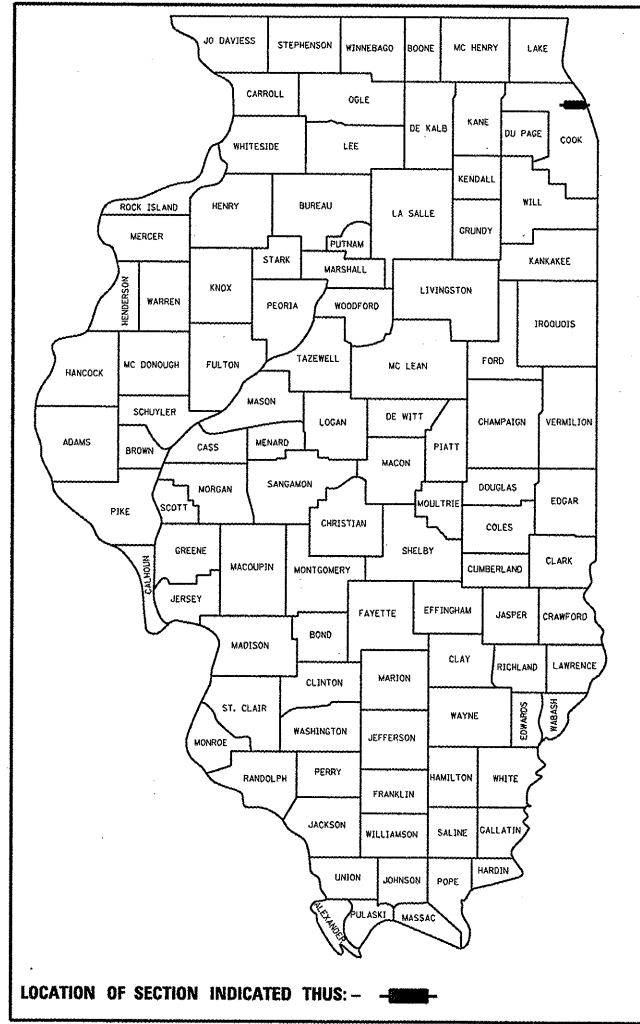 JO DAVIESS STEPHENSON WINNEBAGO BOONE MC HENRY LAKE
CARROLL OGLE DE KALB KANE DU PAGE COOK
WHITESIDE LEE
KENDALL
ROCK ISLAND HENRY BUREAU LA SALLE WILL
MERCER PUTNAM GRUNDY
STARK MARSHALL KANKAKEE
HENDERSON WARREN KNOX PEORIA WOODFORD LIVINGSTON IROQUOIS
HANCOCK MC DONOUGH FULTON TAZEWELL MC LEAN FORD
MASON
SCHUYLER LOGAN DE WITT CHAMPAIGN VERMILION
ADAMS BROWN CASS MENARD PIATT
MACON
MORGAN SANGAMON DOUGLAS
PIKE SCOTT MOULTRIE EDGAR
CHRISTIAN COLES
GREENE SHELBY
CALHOUN MACOUPIN MONTGOMERY CUMBERLAND CLARK
JERSEY FAYETTE EFFINGHAM JASPER CRAWFORD
MADISON BOND
CLAY RICHLAND LAWRENCE
CLINTON MARION
ST. CLAIR WAYNE EDWARDS WABASH
WASHINGTON JEFFERSON
MONROE
RANDOLPH PERRY HAMILTON WHITE
FRANKLIN
JACKSON WILLIAMSON SALINE GALLATIN
UNION JOHNSON POPE HARDIN
ALEXANDER PULASKI MASSAC
LOCATION OF SECTION INDICATED THUS: -